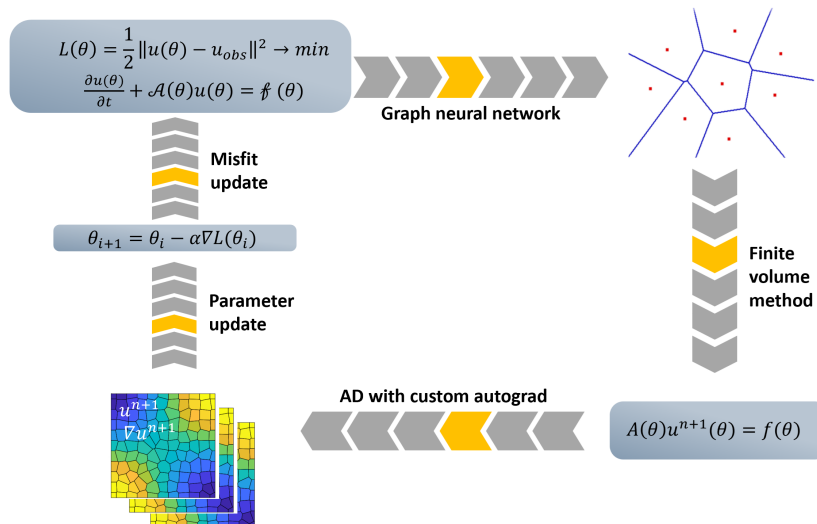 L(θ) = 1/2 ‖u(θ) − u_obs‖² → min
∂u(θ)/∂t + 𝒜(θ)u(θ) = 𝒻 (θ)
Graph neural network
Misfit
update
θ_{i+1} = θ_i − α∇L(θ_i)
Finite
volume
method
Parameter
update
AD with custom autograd
u^{n+1}
∇u^{n+1}
A(θ)u^{n+1}(θ) = f(θ)